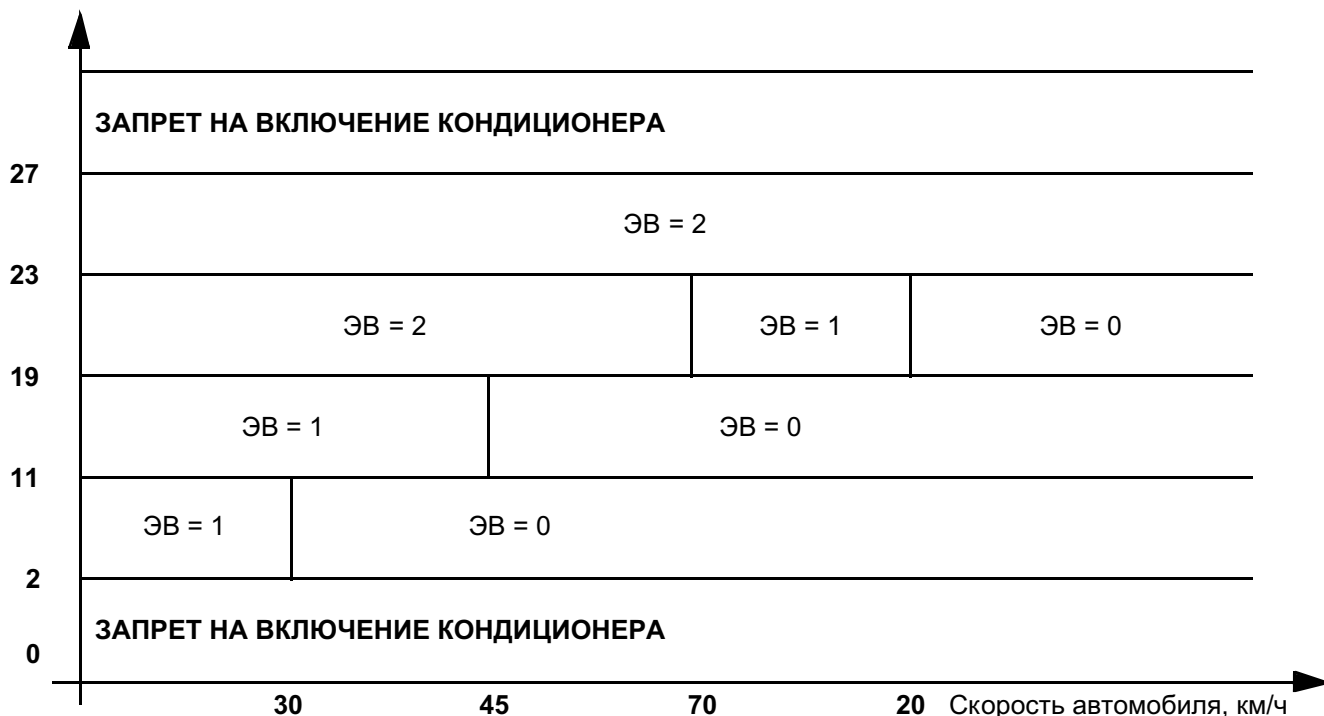 ЗАПРЕТ НА ВКЛЮЧЕНИЕ КОНДИЦИОНЕРА
27
ЭВ = 2
23
ЭВ = 2 ЭВ = 1 ЭВ = 0
19
ЭВ = 1 ЭВ = 0
11
ЭВ = 1 ЭВ = 0
2
ЗАПРЕТ НА ВКЛЮЧЕНИЕ КОНДИЦИОНЕРА
0
30 45 70 20 Скорость автомобиля, км/ч